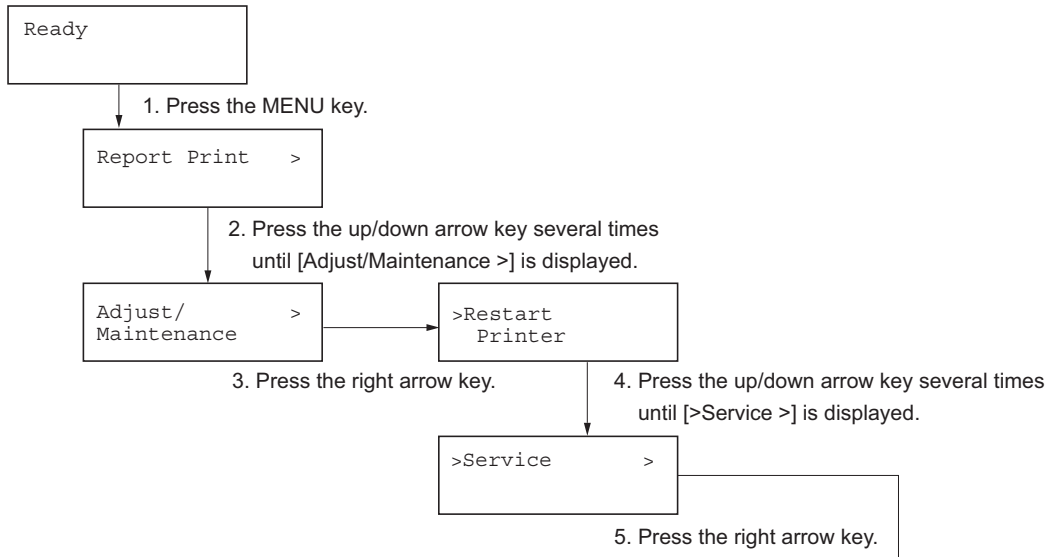 Ready
1. Press the MENU key.
Report Print >
2. Press the up/down arrow key several times
until [Adjust/Maintenance >] is displayed.
Adjust/ >
Maintenance
>Restart
Printer
3. Press the right arrow key.
4. Press the up/down arrow key several times
until [>Service >] is displayed.
>Service >
5. Press the right arrow key.